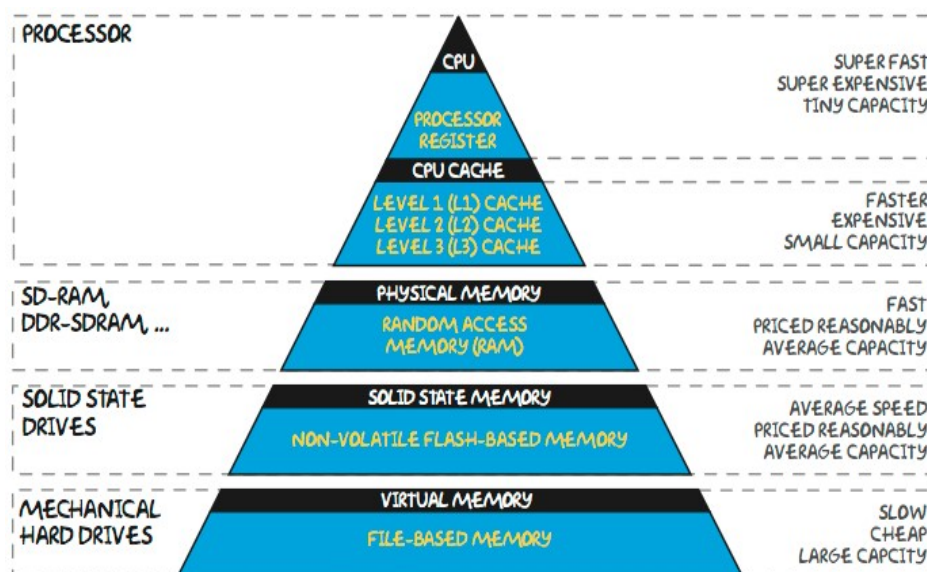 PROCESSOR
CPU
SUPER FAST
SUPER EXPENSIVE
TINY CAPACITY
PROCESSOR
REGISTER
CPU CACHE
LEVEL 1 (L1) CACHE
LEVEL 2 (L2) CACHE
LEVEL 3 (L3) CACHE
FASTER
EXPENSIVE
SMALL CAPACITY
SD-RAM,
DDR-SDRAM, ...
PHYSICAL MEMORY
RANDOM ACCESS
MEMORY (RAM)
FAST
PRICED REASONABLY
AVERAGE CAPACITY
SOLID STATE
DRIVES
SOLID STATE MEMORY
NON-VOLATILE FLASH-BASED MEMORY
AVERAGE SPEED
PRICED REASONABLY
AVERAGE CAPACITY
MECHANICAL
HARD DRIVES
VIRTUAL MEMORY
FILE-BASED MEMORY
SLOW
CHEAP
LARGE CAPCITY